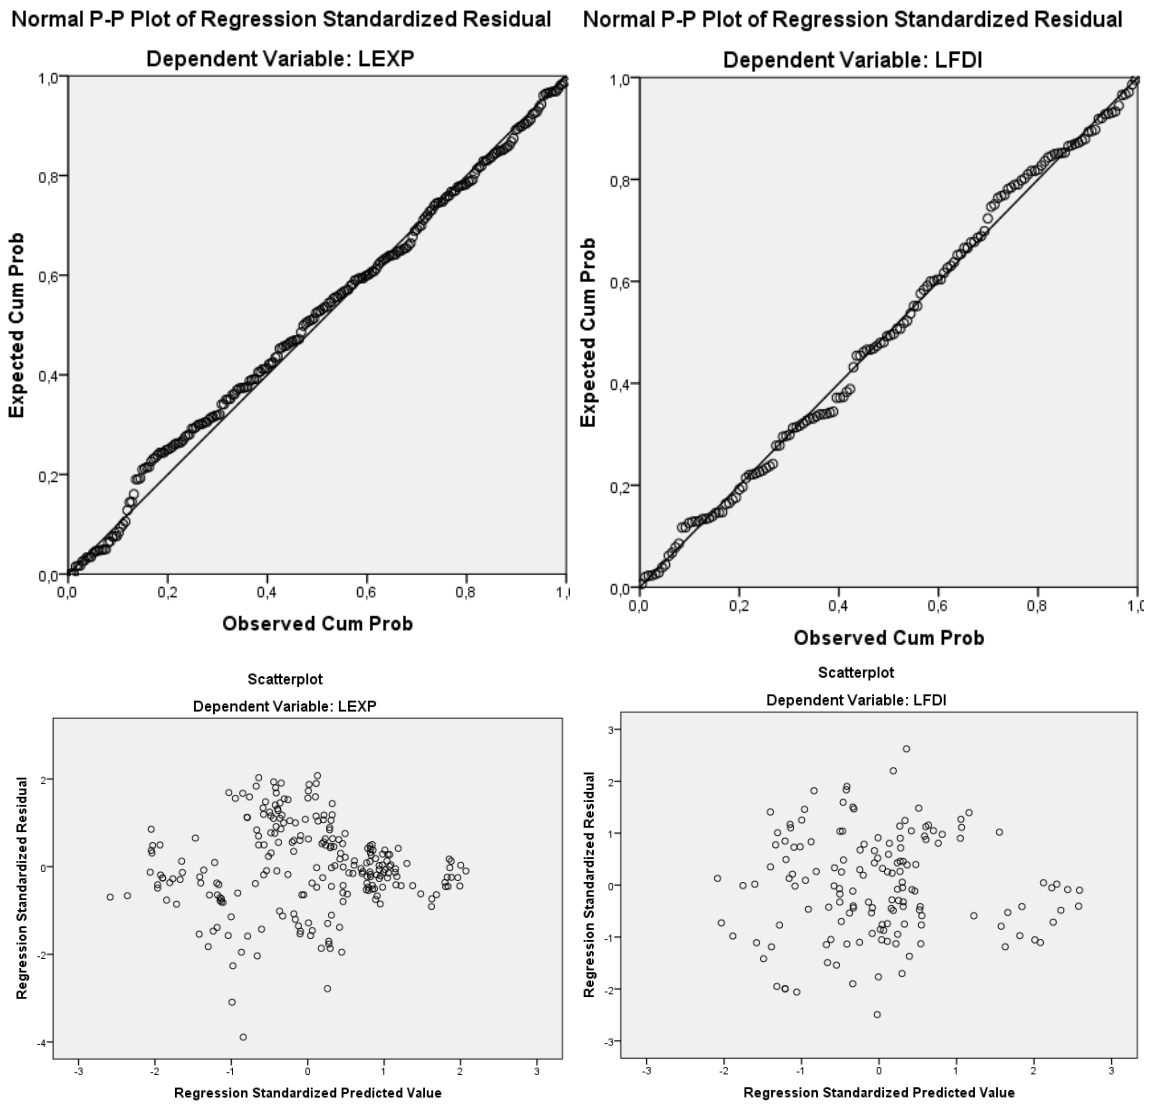 Normal P-P Plot of Regression Standardized Residual
Dependent Variable: LEXP
1,0
0,8
0,6
0,4
0,2
0,0
Expected Cum Prob
0,0 0,2 0,4 0,6 0,8 1,0
Observed Cum Prob
Normal P-P Plot of Regression Standardized Residual
Dependent Variable: LFDI
1,0
0,8
0,6
0,4
0,2
0,0
Expected Cum Prob
0,0 0,2 0,4 0,6 0,8 1,0
Observed Cum Prob
Scatterplot
Dependent Variable: LEXP
2
0
-2
-4
Regression Standardized Residual
-3 -2 -1 0 1 2 3
Regression Standardized Predicted Value
Scatterplot
Dependent Variable: LFDI
3
2
1
0
-1
-2
-3
Regression Standardized Residual
-3 -2 -1 0 1 2 3
Regression Standardized Predicted Value